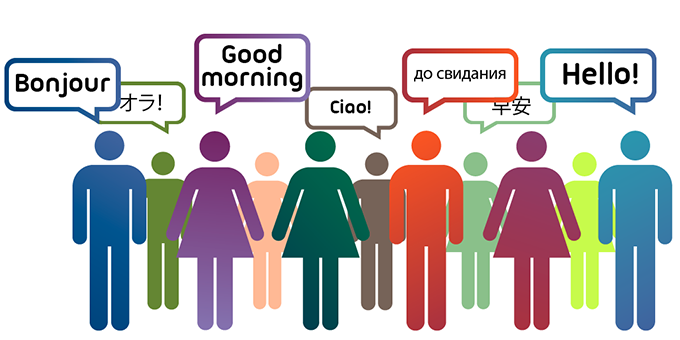 Bonjour
オラ!
Good
morning
Ciao!
до свидания
早安
Hello!